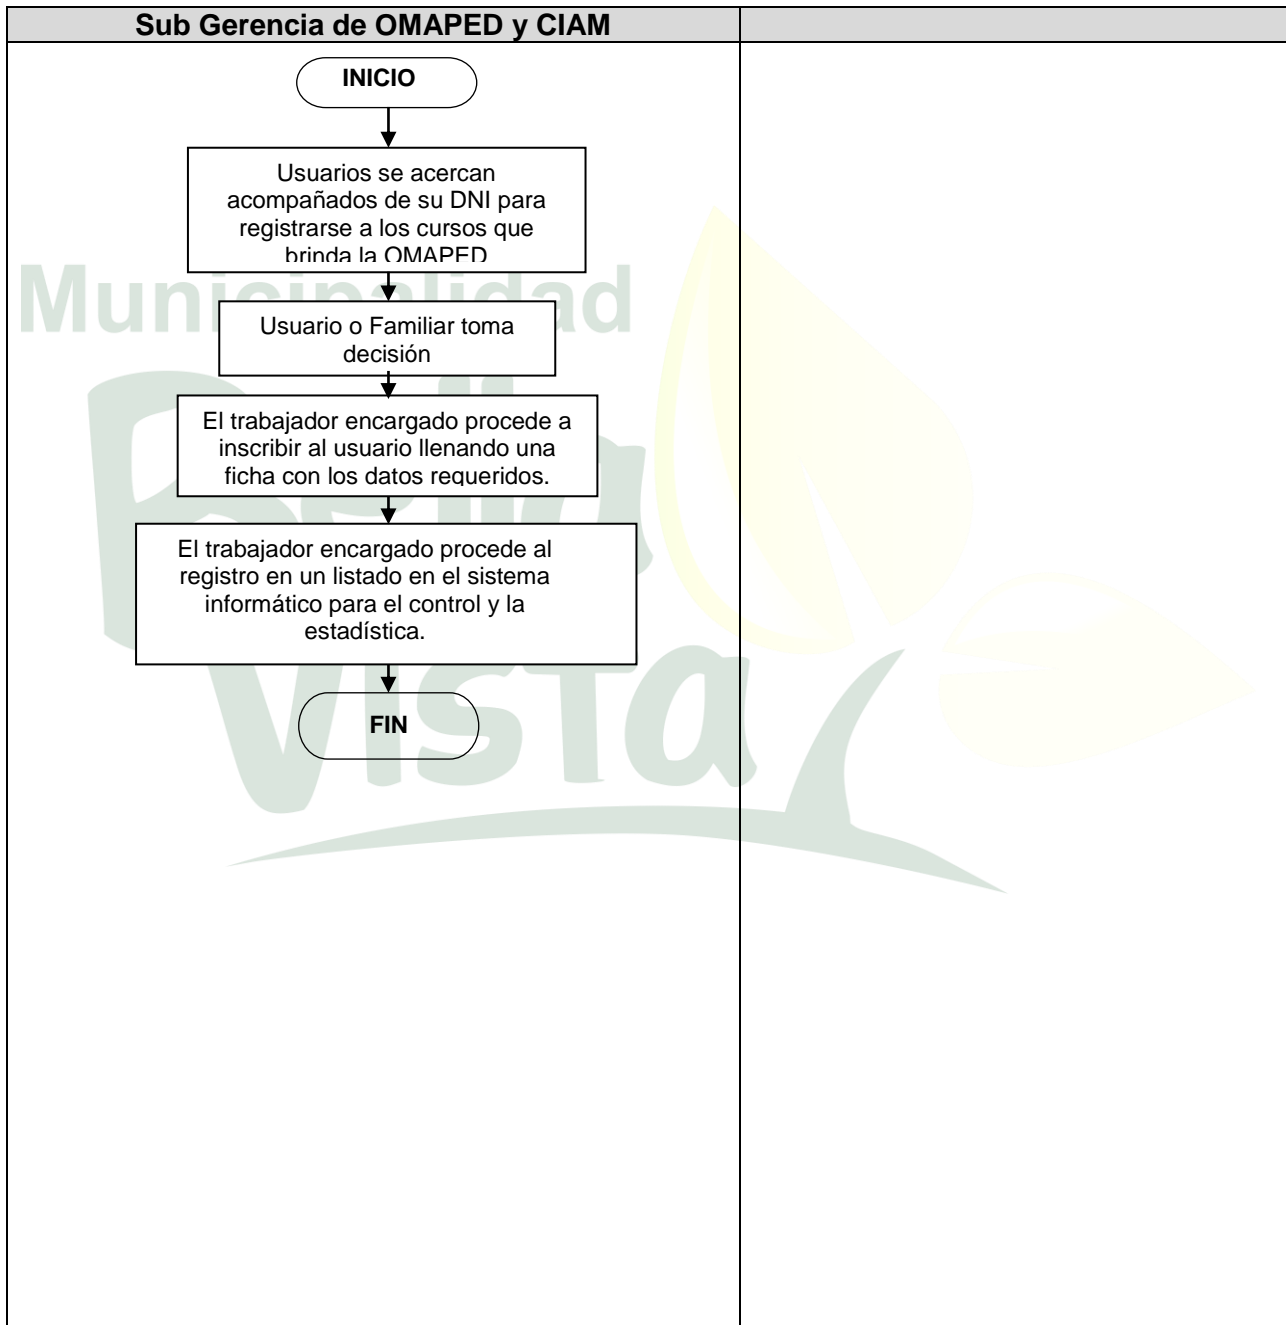 Sub Gerencia de OMAPED y CIAM
INICIO
Usuarios se acercan
acompañados de su DNI para
registrarse a los cursos que
brinda la OMAPED
Municipalidad
Usuario o Familiar toma
decisión
El trabajador encargado procede a
inscribir al usuario llenando una
ficha con los datos requeridos.
Bella
El trabajador encargado procede al
registro en un listado en el sistema
informático para el control y la
estadística.
Vista
FIN